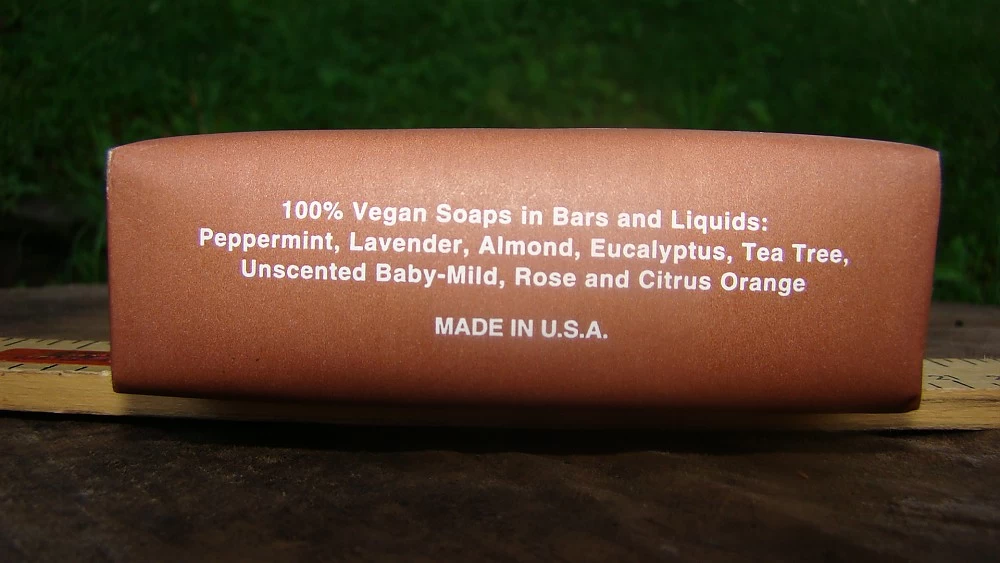 100% Vegan Soaps in Bars and Liquids:
Peppermint, Lavender, Almond, Eucalyptus, Tea Tree,
Unscented Baby-Mild, Rose and Citrus Orange
MADE IN U.S.A.